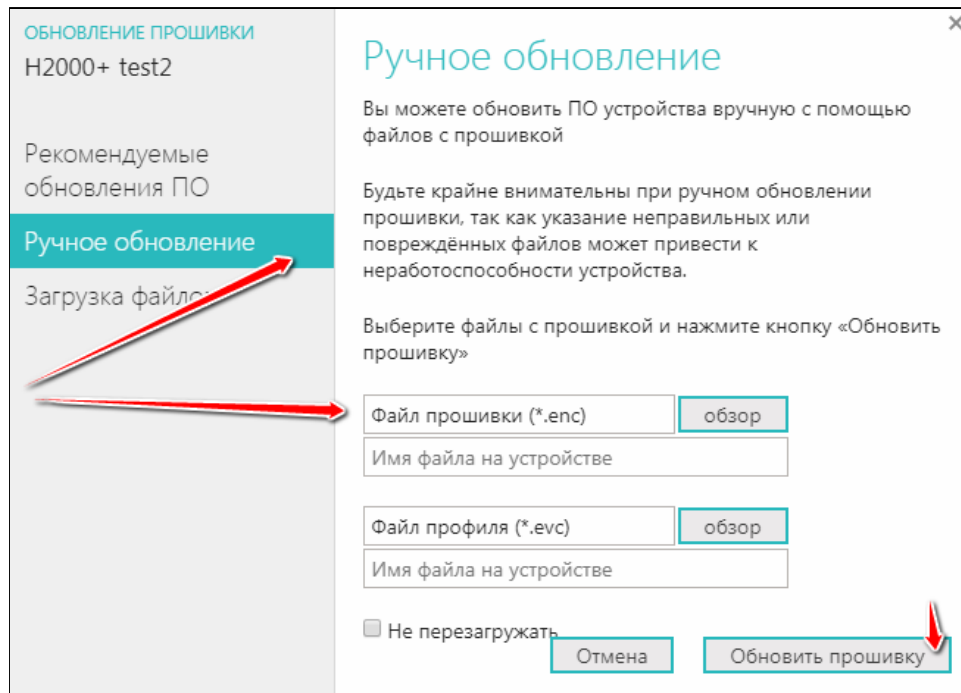 ОБНОВЛЕНИЕ ПРОШИВКИ
H2000+ test2
Рекомендуемые
обновления ПО
Ручное обновление
Загрузка
Ручное обновление
Вы можете обновить ПО устройства вручную с помощью
файлов с прошивкой
Будьте крайне внимательны при ручном обновлении
прошивки, так как указание неправильных или
повреждённых файлов может привести к
неработоспособности устройства.
Выберите файлы с прошивкой и нажмите кнопку «Обновить
прошивку»
Файл прошивки (*.enc) обзор
Имя файла на устройстве
Файл профиля (*.evc) обзор
Имя файла на устройстве
Не перезагружать
Отмена Обновить прошивку